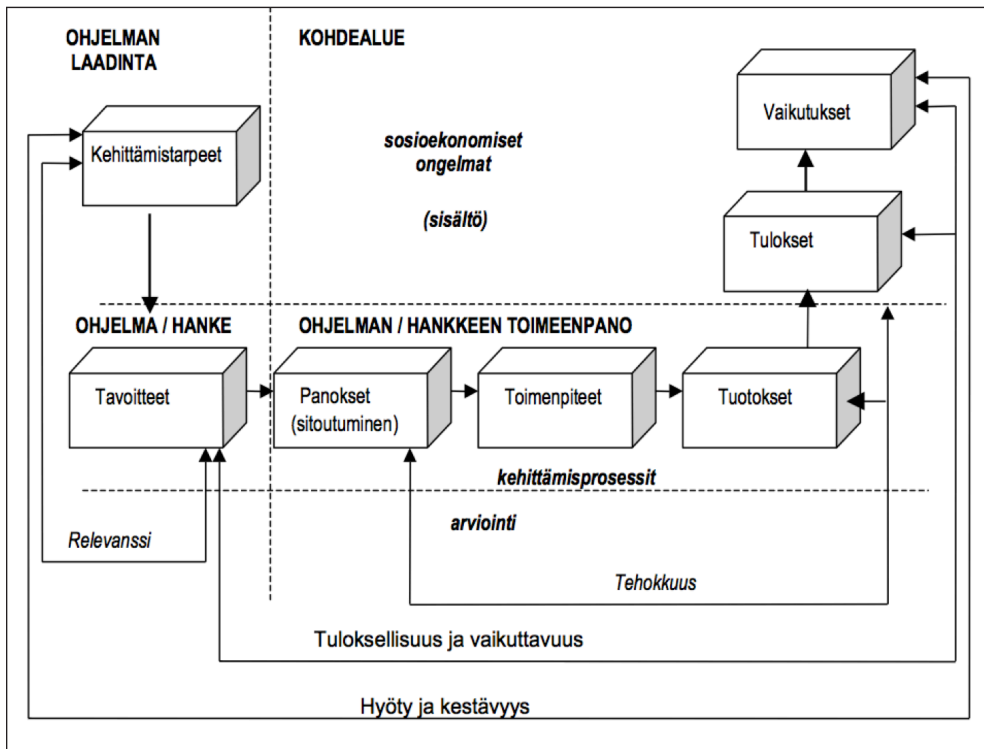 OHJELMAN
LAADINTA
KOHDEALUE
Vaikutukset
Kehittämistarpeet
sosioekonomiset
ongelmat
(sisältö)
Tulokset
OHJELMA / HANKE
OHJELMAN / HANKKEEN TOIMEENPANO
Tavoitteet
Panokset
(sitoutuminen)
Toimenpiteet
Tuotokset
kehittämisprosessit
arviointi
Relevanssi
Tehokkuus
Tuloksellisuus ja vaikuttavuus
Hyöty ja kestävyys